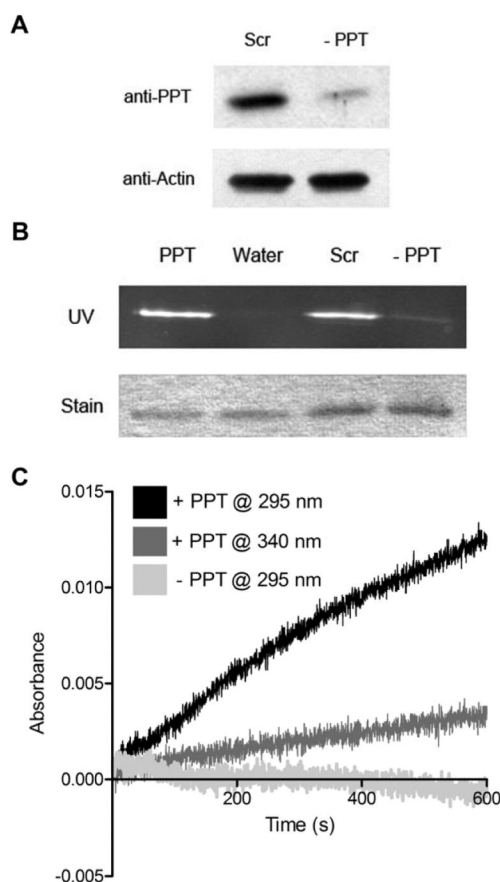 A
Scr - PPT
anti-PPT
anti-Actin
B
PPT Water Scr - PPT
UV
Stain
C
0.015
+ PPT @ 295 nm
+ PPT @ 340 nm
- PPT @ 295 nm
0.010
0.005
0.000
-0.005
200 400 600
Absorbance
Time (s)